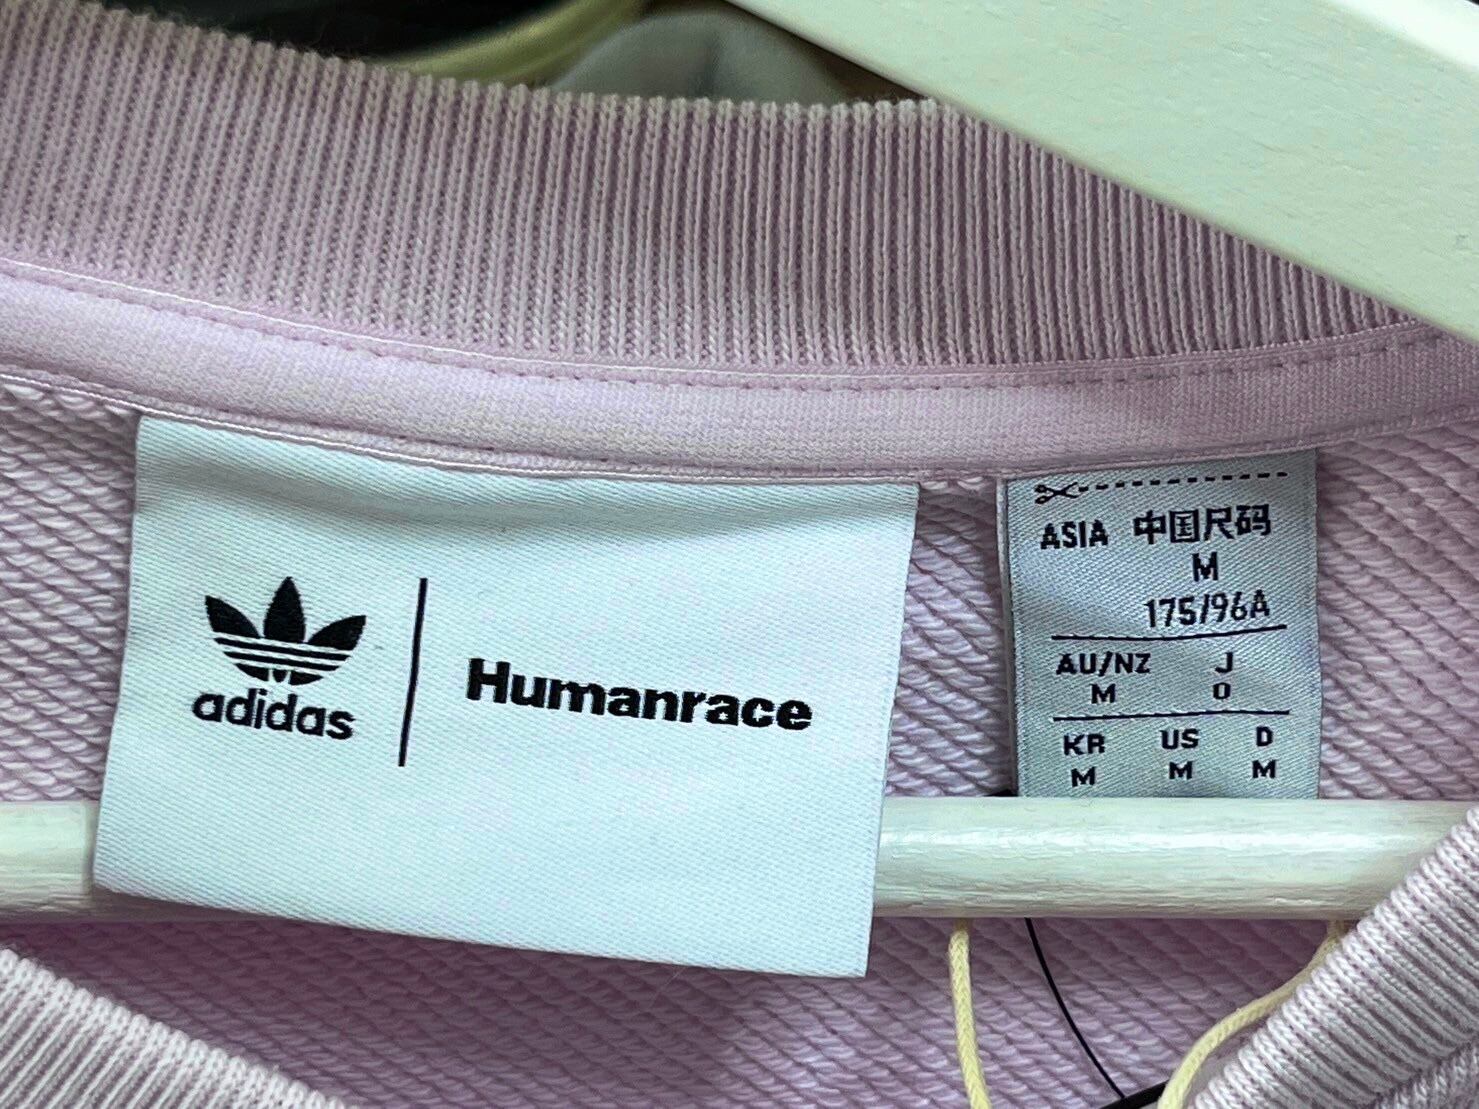 adidas
Humanrace
ASIA 中国尺码
M
175/96A
AU/NZ J
M O
KR US D
M M M